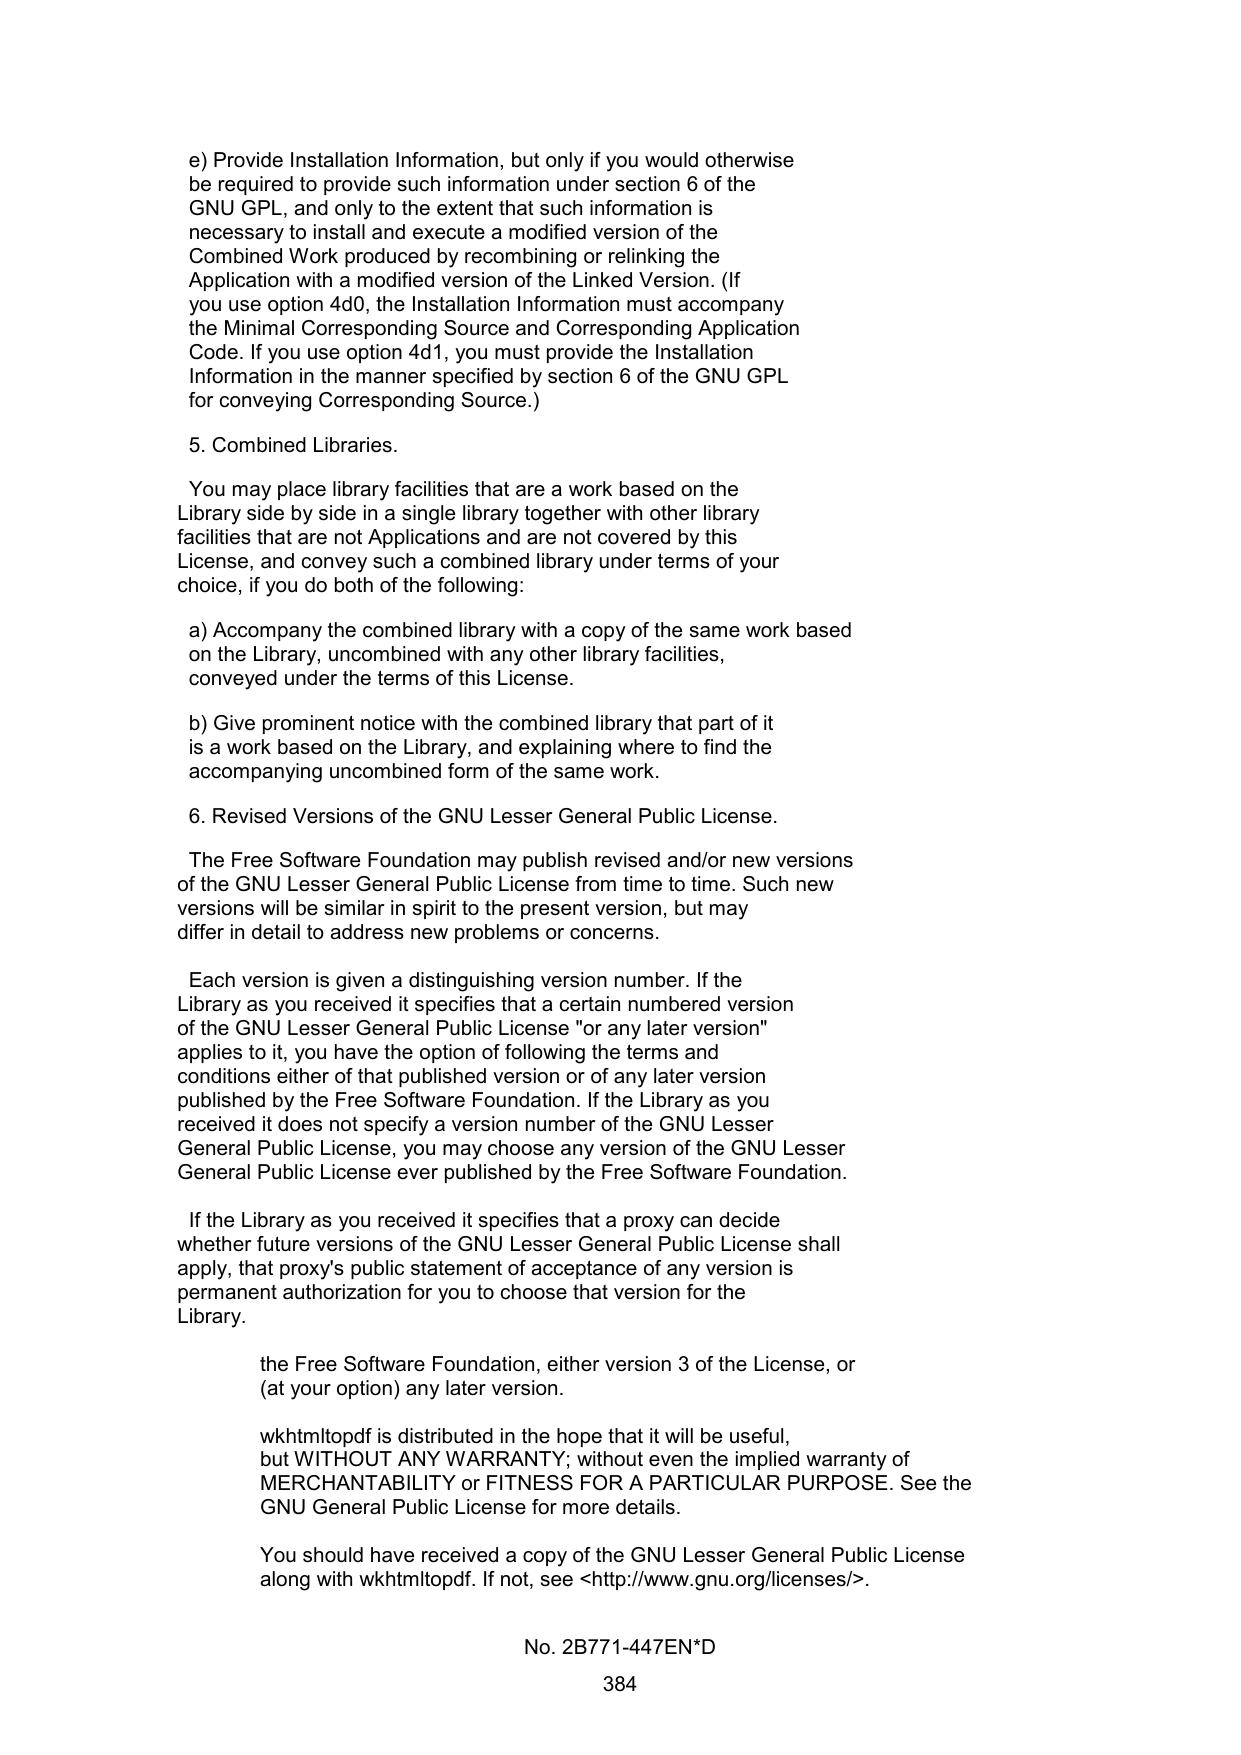 e) Provide Installation Information, but only if you would otherwise
be required to provide such information under section 6 of the
GNU GPL, and only to the extent that such information is
necessary to install and execute a modified version of the
Combined Work produced by recombining or relinking the
Application with a modified version of the Linked Version. (If
you use option 4d0, the Installation Information must accompany
the Minimal Corresponding Source and Corresponding Application
Code. If you use option 4d1, you must provide the Installation
Information in the manner specified by section 6 of the GNU GPL
for conveying Corresponding Source.)
5. Combined Libraries.
You may place library facilities that are a work based on the
Library side by side in a single library together with other library
facilities that are not Applications and are not covered by this
License, and convey such a combined library under terms of your
choice, if you do both of the following:
a) Accompany the combined library with a copy of the same work based
on the Library, uncombined with any other library facilities,
conveyed under the terms of this License.
b) Give prominent notice with the combined library that part of it
is a work based on the Library, and explaining where to find the
accompanying uncombined form of the same work.
6. Revised Versions of the GNU Lesser General Public License.
The Free Software Foundation may publish revised and/or new versions
of the GNU Lesser General Public License from time to time. Such new
versions will be similar in spirit to the present version, but may
differ in detail to address new problems or concerns.
Each version is given a distinguishing version number. If the
Library as you received it specifies that a certain numbered version
of the GNU Lesser General Public License "or any later version"
applies to it, you have the option of following the terms and
conditions either of that published version or of any later version
published by the Free Software Foundation. If the Library as you
received it does not specify a version number of the GNU Lesser
General Public License, you may choose any version of the GNU Lesser
General Public License ever published by the Free Software Foundation.
If the Library as you received it specifies that a proxy can decide
whether future versions of the GNU Lesser General Public License shall
apply, that proxy's public statement of acceptance of any version is
permanent authorization for you to choose that version for the
Library.
the Free Software Foundation, either version 3 of the License, or
(at your option) any later version.
wkhtmltopdf is distributed in the hope that it will be useful,
but WITHOUT ANY WARRANTY; without even the implied warranty of
MERCHANTABILITY or FITNESS FOR A PARTICULAR PURPOSE. See the
GNU General Public License for more details.
You should have received a copy of the GNU Lesser General Public License
along with wkhtmltopdf. If not, see <http://www.gnu.org/licenses/>.
No. 2B771-447EN*D
384